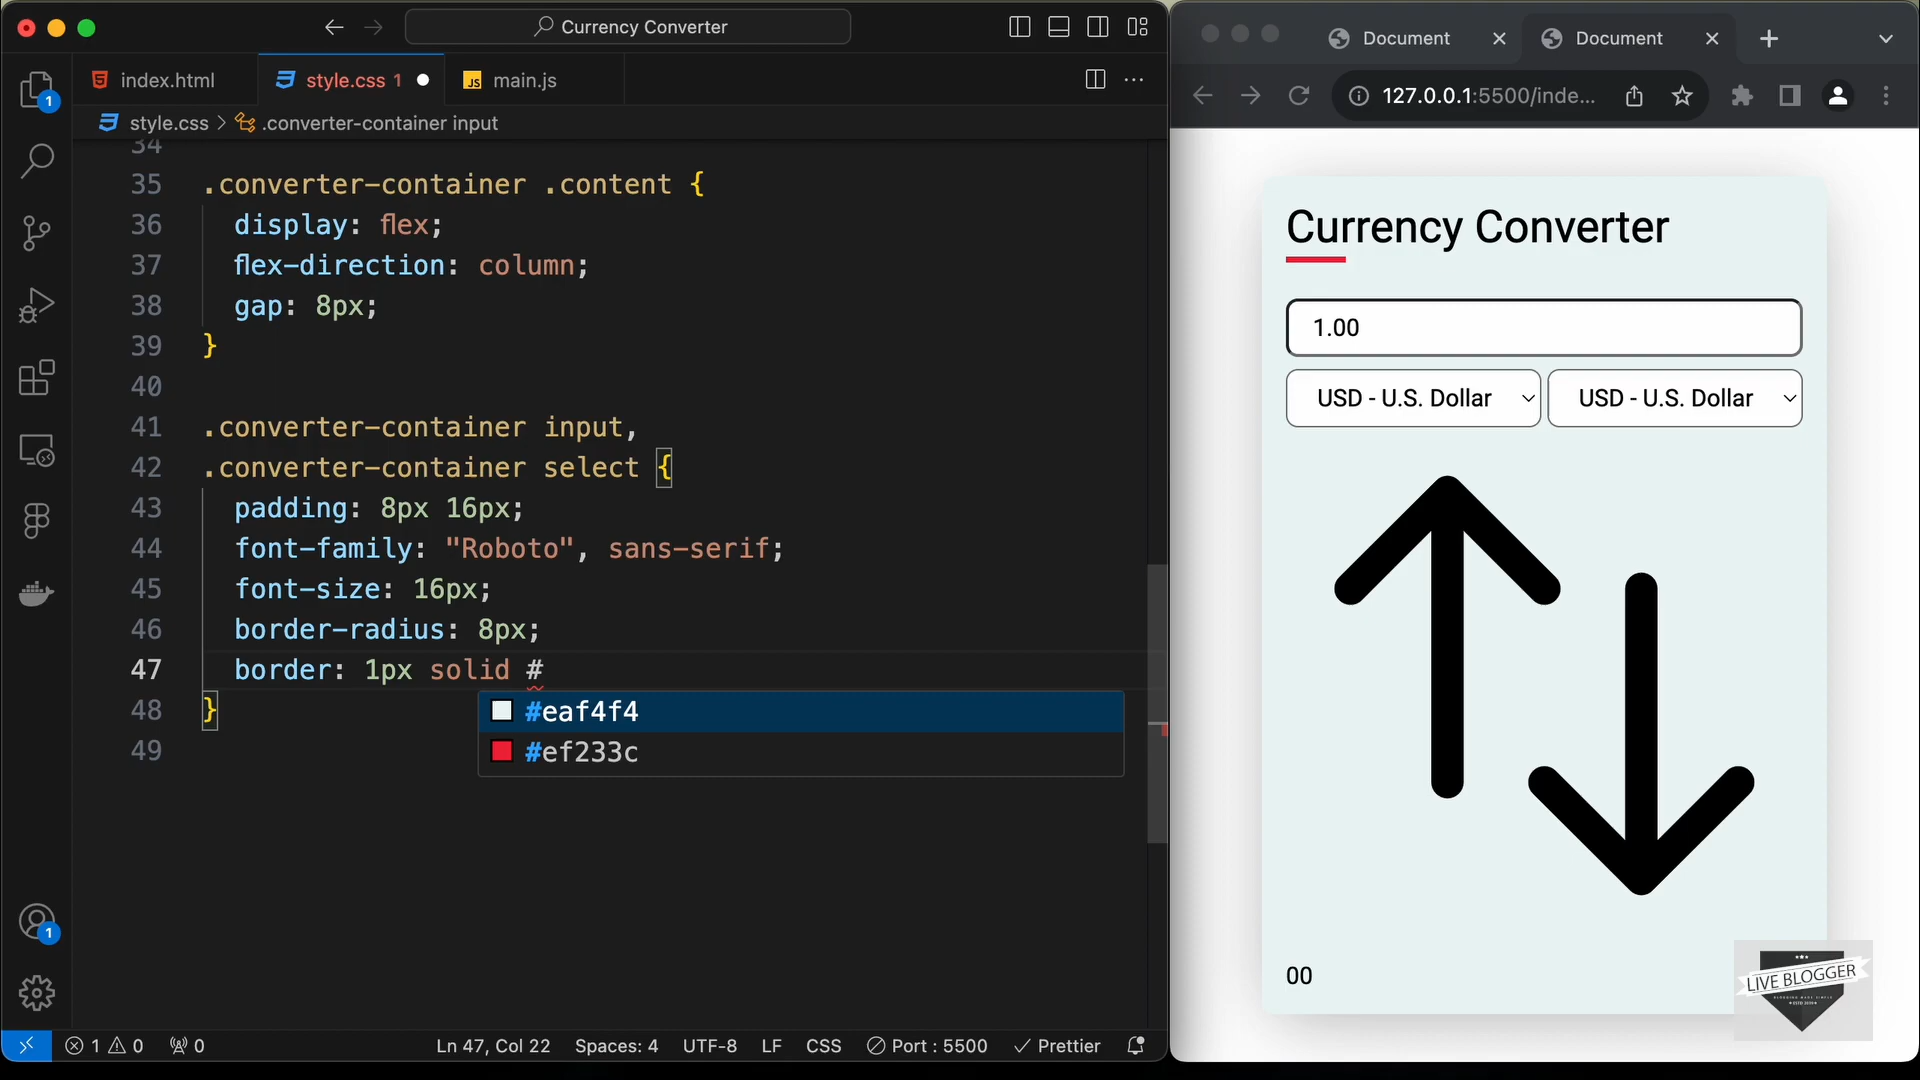 Currency Converter
index.html
style.css 1
main.js
style.css > .converter-container input
34
35 .converter-container .content {
36 display: flex;
37 flex-direction: column;
38 gap: 8px;
39 }
40
41 .converter-container input,
42 .converter-container select {
43 padding: 8px 16px;
44 font-family: "Roboto", sans-serif;
45 font-size: 16px;
46 border-radius: 8px;
47 border: 1px solid #
48 }
49
#eaf4f4
#ef233c
1
1
1 0 0
Ln 47, Col 22
Spaces: 4
UTF-8
LF
CSS
Port : 5500
Prettier
Document
Document
127.0.0.1:5500/inde...
Currency Converter
1.00
USD - U.S. Dollar
USD - U.S. Dollar
00
LIVE BLOGGER